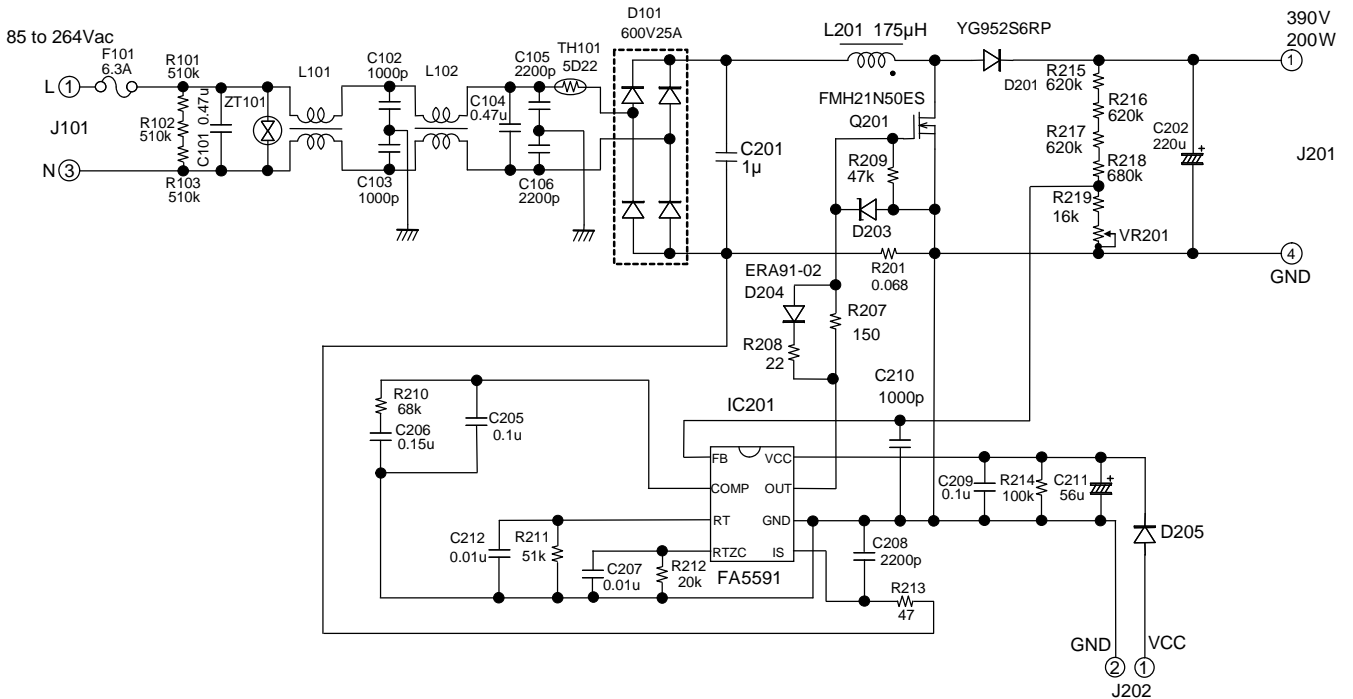 85 to 264Vac
F101
6.3A
L 1
J101
N 3
R101
510k
R102
510k
R103
510k
C101 0.47u
ZT101
L101
C102
1000p
C103
1000p
L102
C104
0.47u
C105
2200p
C106
2200p
TH101
5D22
D101
600V25A
C201
1µ
L201 175µH
YG952S6RP
D201
FMH21N50ES
Q201
R209
47k
D203
R201
0.068
R215
620k
R216
620k
R217
620k
R218
680k
R219
16k
VR201
C202
220u
+
390V
200W
1
J201
4
GND
ERA91-02
D204
R207
150
R208
22
C210
1000p
R210
68k
C206
0.15u
C205
0.1u
IC201
FB
VCC
COMP
OUT
RT
GND
RTZC
IS
FA5591
C212
0.01u
R211
51k
C207
0.01u
R212
20k
C208
2200p
R213
47
C209
0.1u
R214
100k
C211
56u
+
D205
GND
VCC
2
1
J202